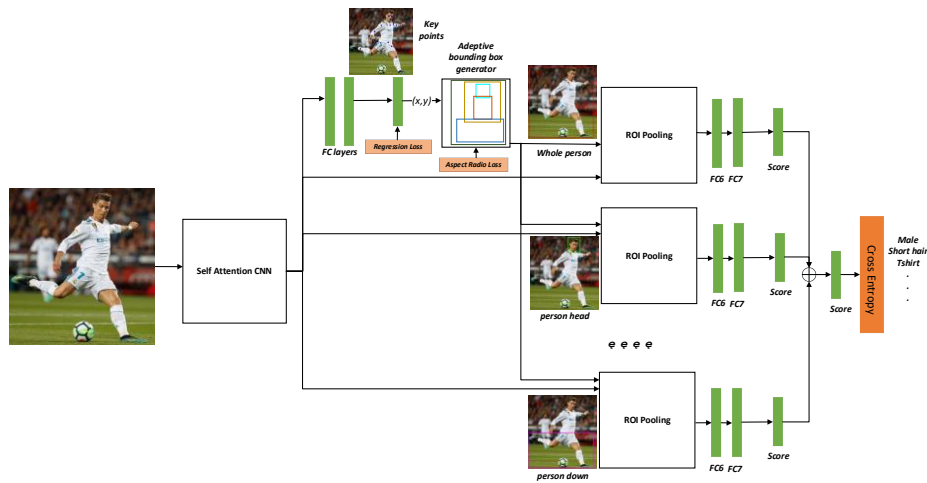 Key
points
Adeptive
bounding box
generator
(x,y)
FC layers
Regression Loss
Aspect Radio Loss
Whole person
ROI Pooling
FC6 FC7
Score
Self Attention CNN
person head
ROI Pooling
FC6 FC7
Score
Score
Cross Entropy
Male
Short hair
Tshirt
.
.
.
person down
ROI Pooling
FC6 FC7
Score